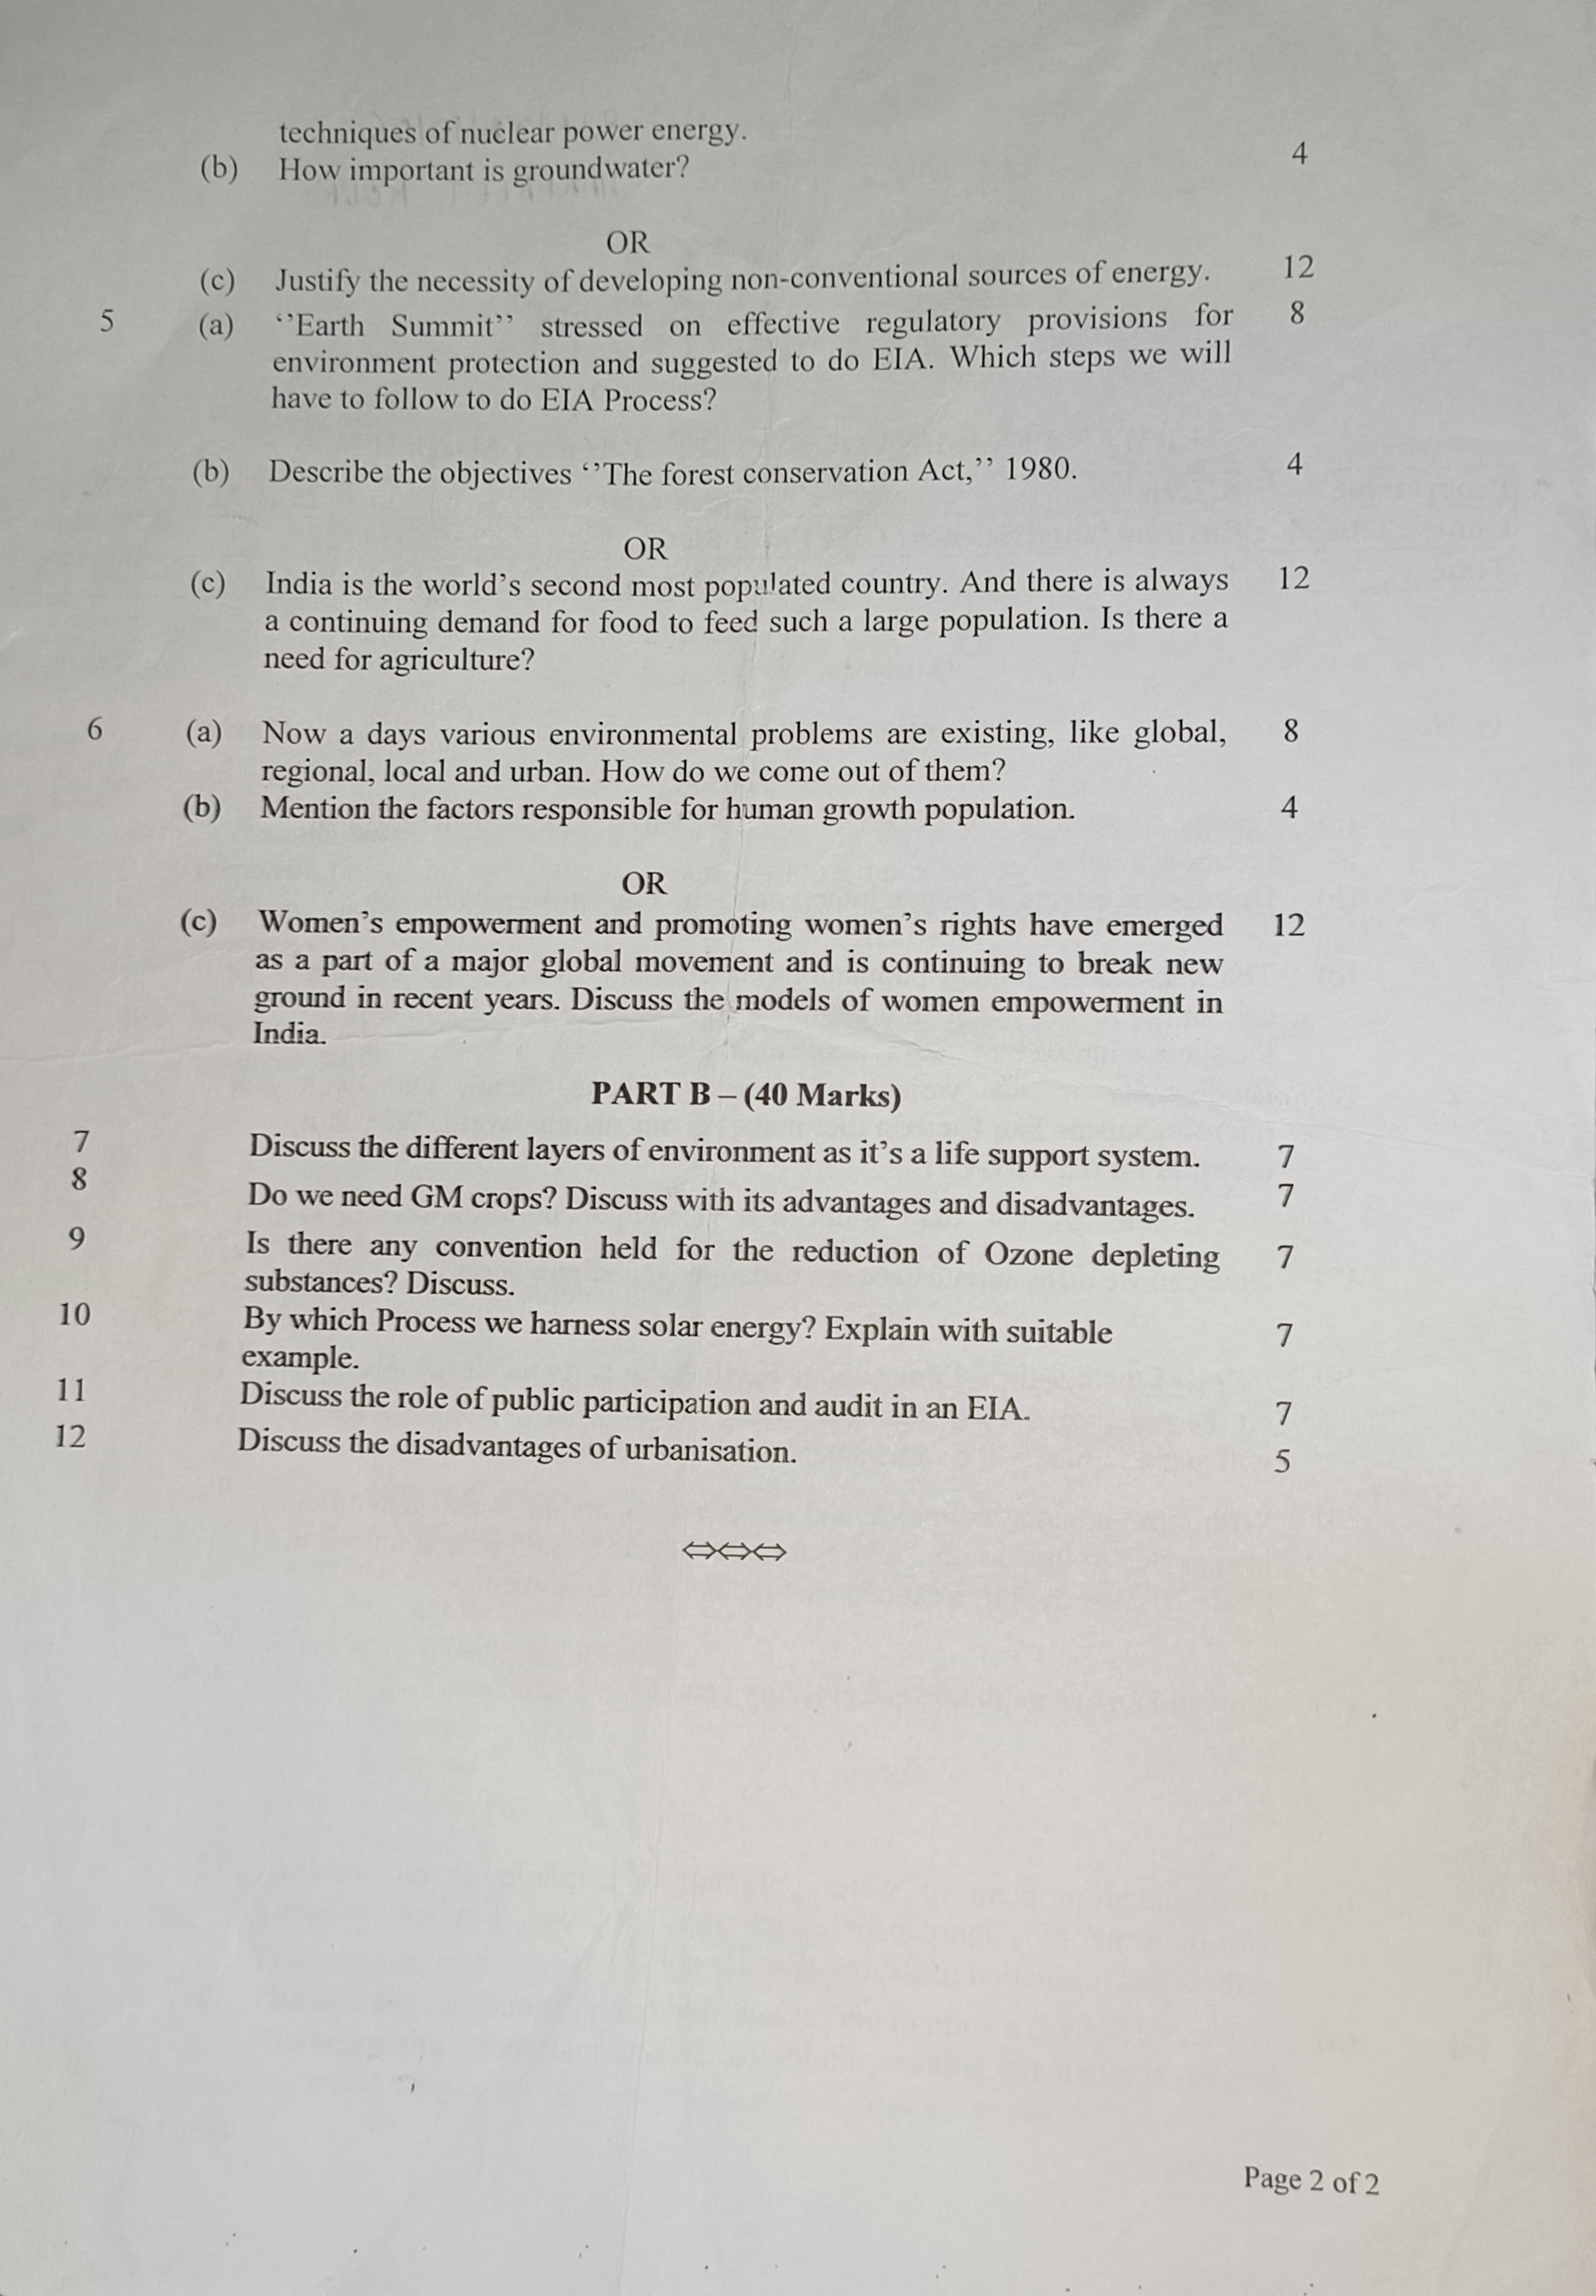 techniques of nuclear power energy.
(b) How important is groundwater? 4
OR
(c) Justify the necessity of developing non-conventional sources of energy. 12
5 (a) ‘’Earth Summit’’ stressed on effective regulatory provisions for 8
environment protection and suggested to do EIA. Which steps we will
have to follow to do EIA Process?
(b) Describe the objectives ‘’The forest conservation Act,’’ 1980. 4
OR
(c) India is the world’s second most populated country. And there is always 12
a continuing demand for food to feed such a large population. Is there a
need for agriculture?
6 (a) Now a days various environmental problems are existing, like global, 8
regional, local and urban. How do we come out of them?
(b) Mention the factors responsible for human growth population. 4
OR
(c) Women’s empowerment and promoting women’s rights have emerged 12
as a part of a major global movement and is continuing to break new
ground in recent years. Discuss the models of women empowerment in
India.
PART B – (40 Marks)
7 Discuss the different layers of environment as it’s a life support system. 7
8 Do we need GM crops? Discuss with its advantages and disadvantages. 7
9 Is there any convention held for the reduction of Ozone depleting 7
substances? Discuss.
10 By which Process we harness solar energy? Explain with suitable 7
example.
11 Discuss the role of public participation and audit in an EIA. 7
12 Discuss the disadvantages of urbanisation. 5
⇔⇔⇔
Page 2 of 2